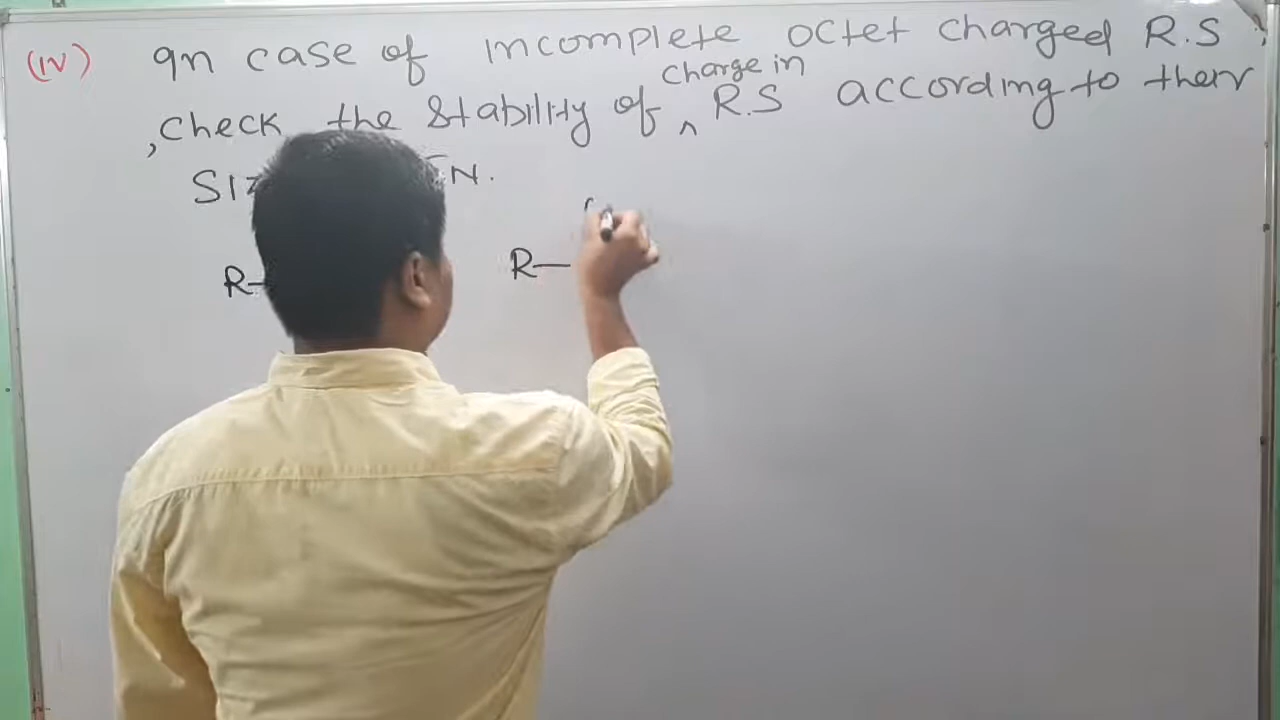 (IV) In case of incomplete octet charged R.S,
,check the stability of ^ R.S according to their
charge in
N.
R- R—